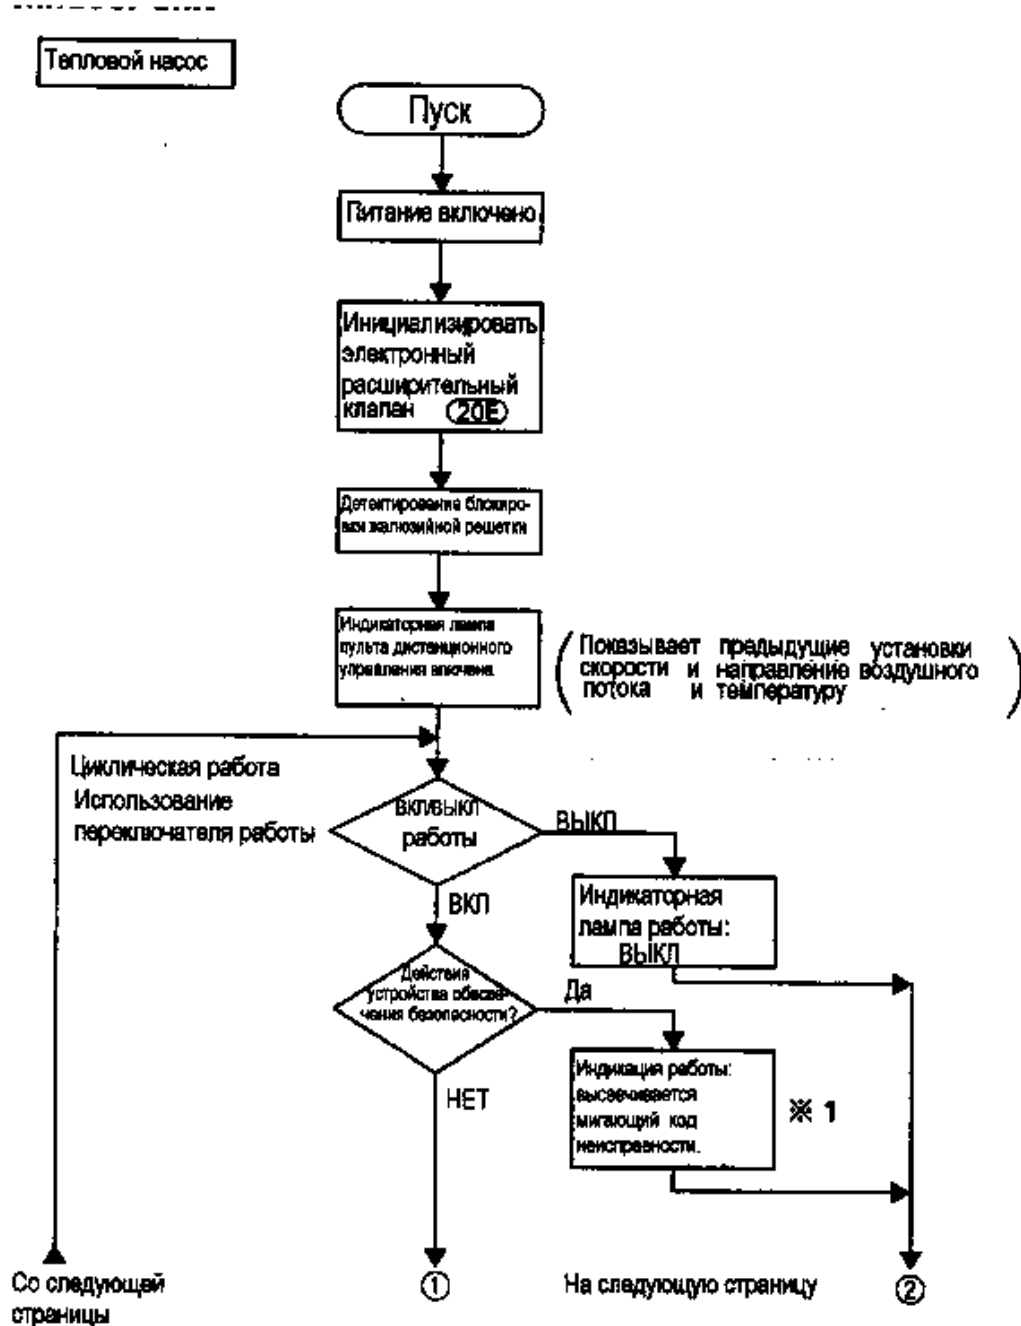 Тепловой насос
Пуск
Питание включено
Инициализировать
электронный
расширительный
клапан 20E
Детектирование блокиро-
вки жалюзийной решетки
Индикаторная лампа
пульта дистанционного
управления включена.
Показывает предыдущие установки
скорости и направление воздушного
потока и температуру
Циклическая работа
Использование
переключателя работы
ВКЛ/ВЫКЛ
работы
ВЫКЛ
ВКЛ
Индикаторная
лампа работы:
ВЫКЛ
Действия
устройства обеспе-
чения безопасности?
Да
НЕТ
Индикация работы:
высвечивается
мигающий код
неисправности.
※ 1
Со следующей
страницы
①
На следующую страницу
②